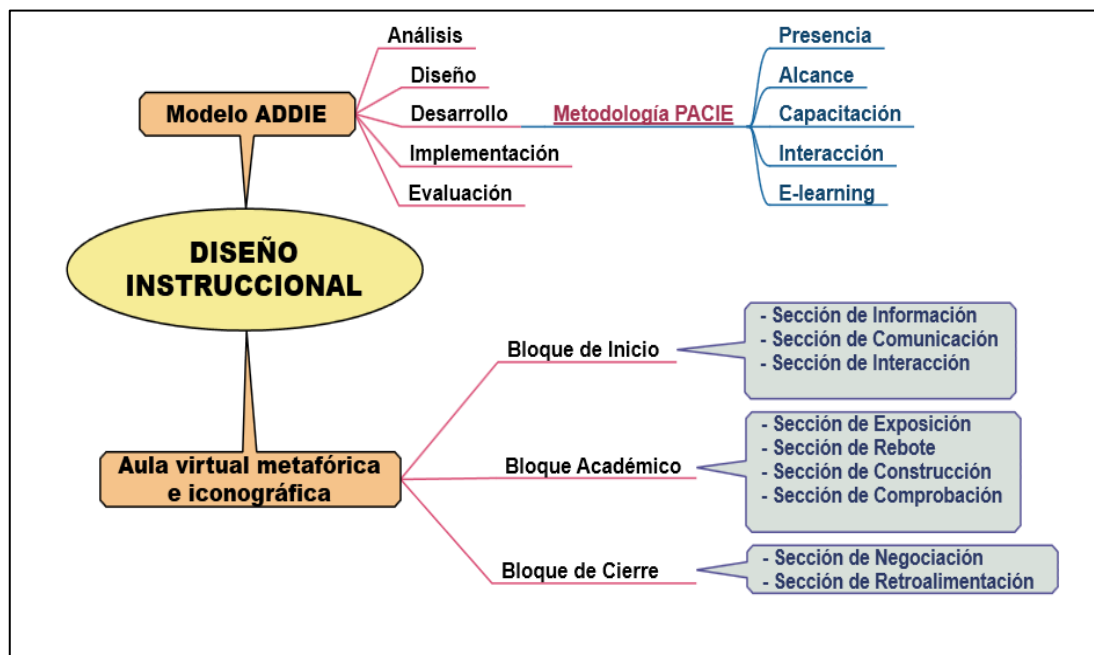 Modelo ADDIE
Análisis
Diseño
Desarrollo
Implementación
Evaluación
Metodología PACIE
Presencia
Alcance
Capacitación
Interacción
E-learning
DISEÑO
INSTRUCCIONAL
Aula virtual metafórica
e iconográfica
Bloque de Inicio
- Sección de Información
- Sección de Comunicación
- Sección de Interacción
Bloque Académico
- Sección de Exposición
- Sección de Rebote
- Sección de Construcción
- Sección de Comprobación
Bloque de Cierre
- Sección de Negociación
- Sección de Retroalimentación